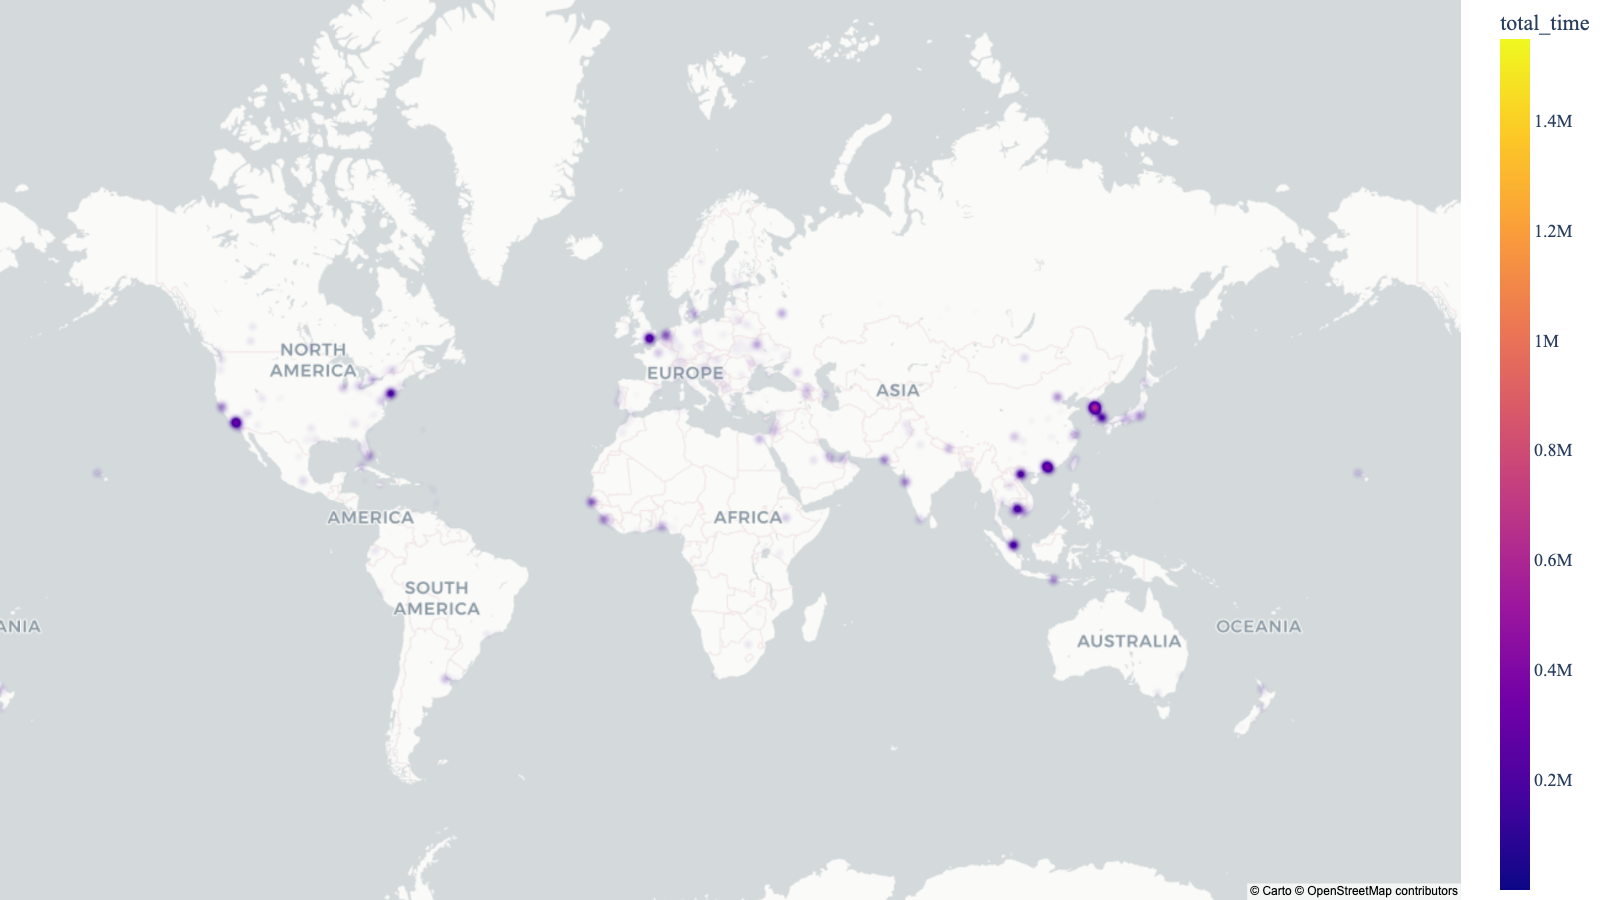 total_time
1.4M
1.2M
1M
0.8M
0.6M
0.4M
0.2M
NORTH
AMERICA
EUROPE
ASIA
AMERICA
AFRICA
SOUTH
AMERICA
ANIA
OCEANIA
AUSTRALIA
© Carto © OpenStreetMap contributors